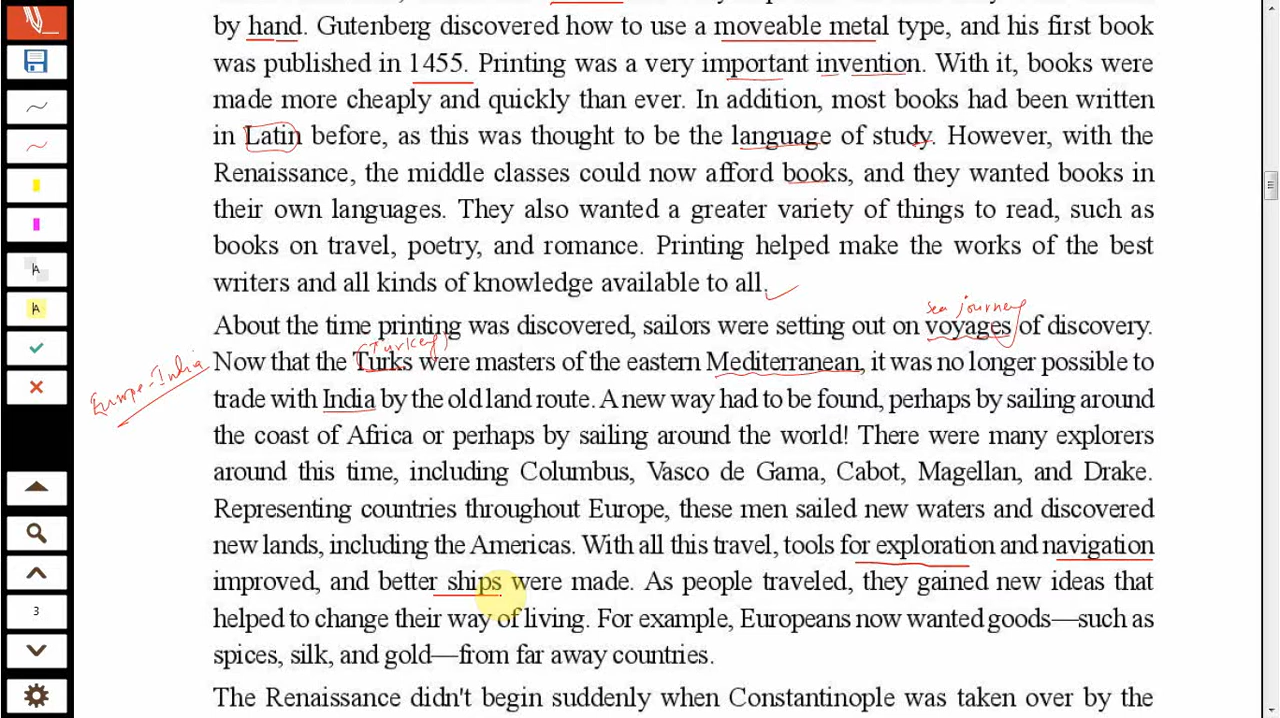 by hand. Gutenberg discovered how to use a moveable metal type, and his first book
was published in 1455. Printing was a very important invention. With it, books were
made more cheaply and quickly than ever. In addition, most books had been written
in Latin before, as this was thought to be the language of study. However, with the
Renaissance, the middle classes could now afford books, and they wanted books in
their own languages. They also wanted a greater variety of things to read, such as
books on travel, poetry, and romance. Printing helped make the works of the best
writers and all kinds of knowledge available to all.
sea journey
About the time printing was discovered, sailors were setting out on voyages of discovery.
(Turkey)
Europe-India
Now that the Turks were masters of the eastern Mediterranean, it was no longer possible to
trade with India by the old land route. A new way had to be found, perhaps by sailing around
the coast of Africa or perhaps by sailing around the world! There were many explorers
around this time, including Columbus, Vasco de Gama, Cabot, Magellan, and Drake.
Representing countries throughout Europe, these men sailed new waters and discovered
new lands, including the Americas. With all this travel, tools for exploration and navigation
improved, and better ships were made. As people traveled, they gained new ideas that
helped to change their way of living. For example, Europeans now wanted goods—such as
spices, silk, and gold—from far away countries.
The Renaissance didn't begin suddenly when Constantinople was taken over by the
A
A
3